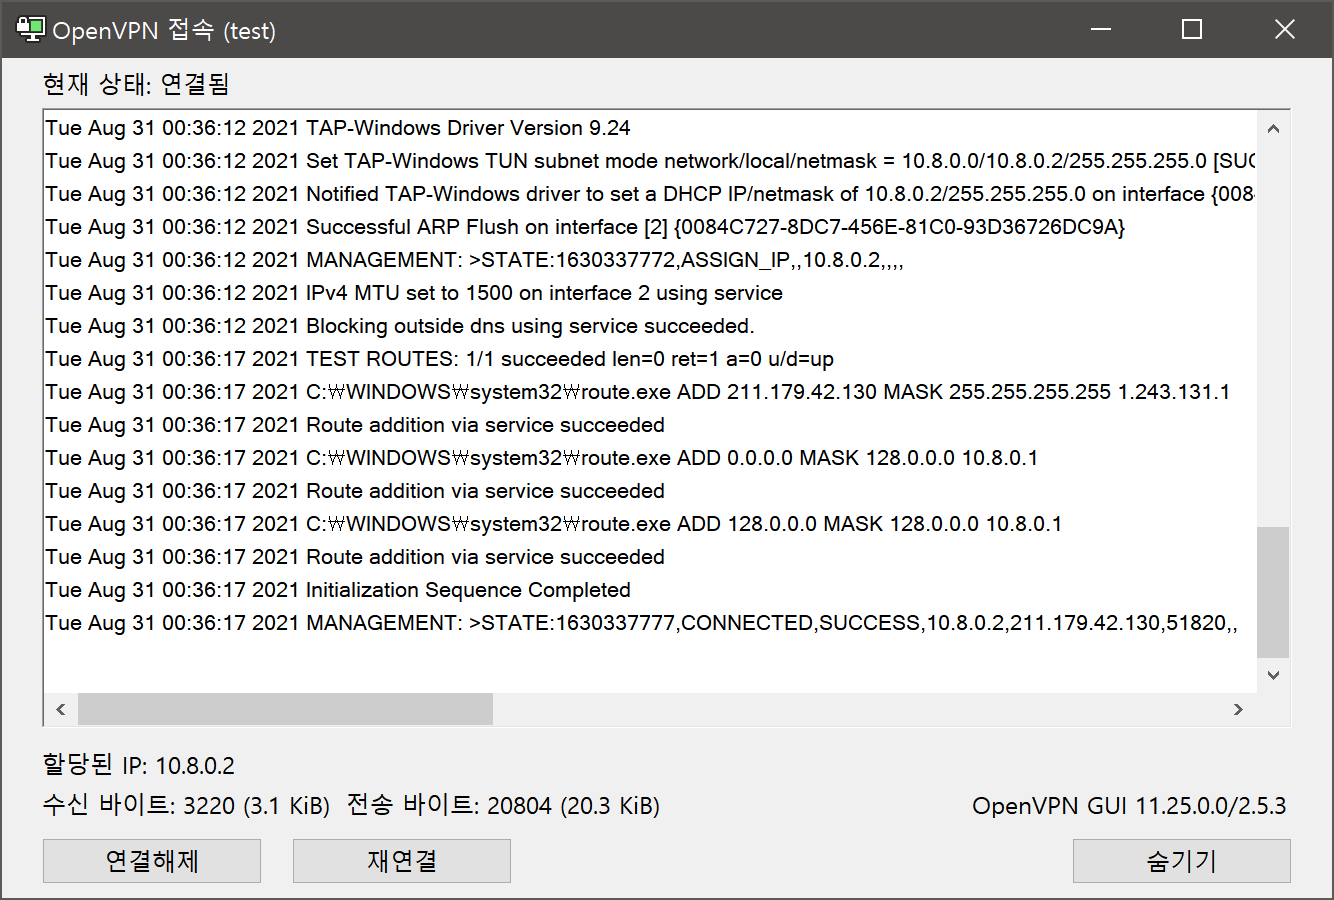 OpenVPN 접속 (test)
현재 상태: 연결됨
Tue Aug 31 00:36:12 2021 TAP-Windows Driver Version 9.24
Tue Aug 31 00:36:12 2021 Set TAP-Windows TUN subnet mode network/local/netmask = 10.8.0.0/10.8.0.2/255.255.255.0 [SUC
Tue Aug 31 00:36:12 2021 Notified TAP-Windows driver to set a DHCP IP/netmask of 10.8.0.2/255.255.255.0 on interface {0084
Tue Aug 31 00:36:12 2021 Successful ARP Flush on interface [2] {0084C727-8DC7-456E-81C0-93D36726DC9A}
Tue Aug 31 00:36:12 2021 MANAGEMENT: >STATE:1630337772,ASSIGN_IP,,10.8.0.2,,,,
Tue Aug 31 00:36:12 2021 IPv4 MTU set to 1500 on interface 2 using service
Tue Aug 31 00:36:12 2021 Blocking outside dns using service succeeded.
Tue Aug 31 00:36:17 2021 TEST ROUTES: 1/1 succeeded len=0 ret=1 a=0 u/d=up
Tue Aug 31 00:36:17 2021 C:₩WINDOWS₩system32₩route.exe ADD 211.179.42.130 MASK 255.255.255.255 1.243.131.1
Tue Aug 31 00:36:17 2021 Route addition via service succeeded
Tue Aug 31 00:36:17 2021 C:₩WINDOWS₩system32₩route.exe ADD 0.0.0.0 MASK 128.0.0.0 10.8.0.1
Tue Aug 31 00:36:17 2021 Route addition via service succeeded
Tue Aug 31 00:36:17 2021 C:₩WINDOWS₩system32₩route.exe ADD 128.0.0.0 MASK 128.0.0.0 10.8.0.1
Tue Aug 31 00:36:17 2021 Route addition via service succeeded
Tue Aug 31 00:36:17 2021 Initialization Sequence Completed
Tue Aug 31 00:36:17 2021 MANAGEMENT: >STATE:1630337777,CONNECTED,SUCCESS,10.8.0.2,211.179.42.130,51820,,
할당된 IP: 10.8.0.2
수신 바이트: 3220 (3.1 KiB) 전송 바이트: 20804 (20.3 KiB) OpenVPN GUI 11.25.0.0/2.5.3
연결해제 재연결 숨기기